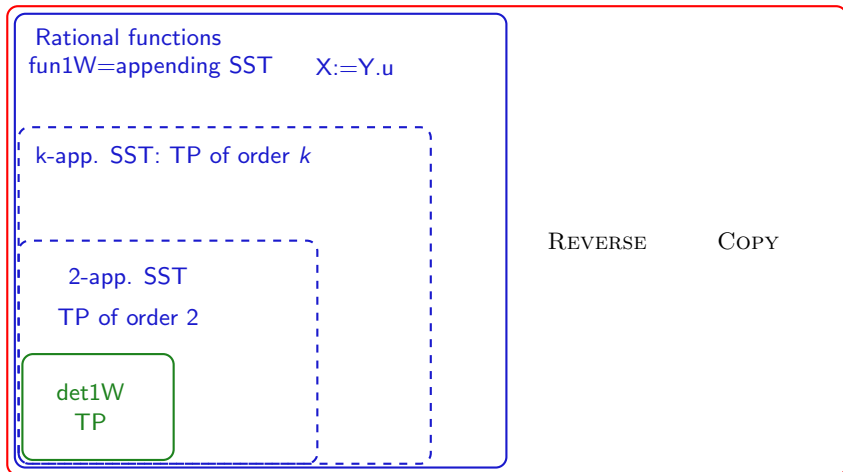 Rational functions
fun1W=appending SST X:=Y.u
k-app. SST: TP of order k
REVERSE COPY
2-app. SST
TP of order 2
det1W
TP